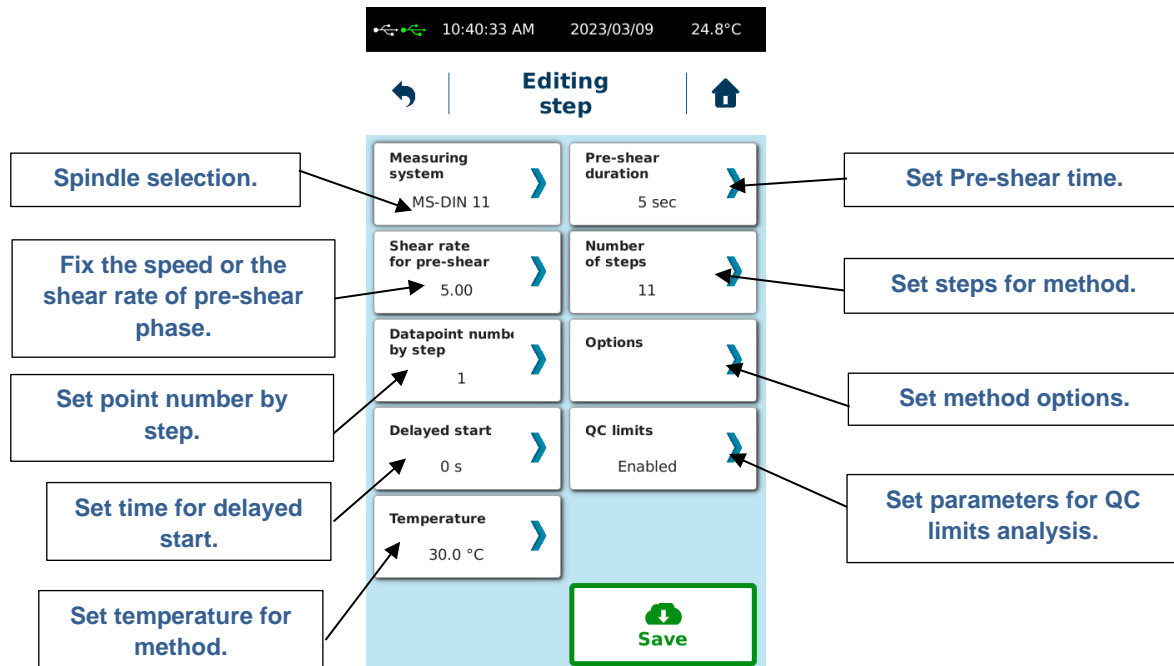 10:40:33 AM 2023/03/09 24.8°C
Editing
step
Measuring
system
MS-DIN 11
Pre-shear
duration
5 sec
Shear rate
for pre-shear
5.00
Number
of steps
11
Datapoint numbe
by step
1
Options
Delayed start
0 s
QC limits
Enabled
Temperature
30.0 °C
Save
Spindle selection.
Fix the speed or the
shear rate of pre-shear
phase.
Set point number by
step.
Set time for delayed
start.
Set temperature for
method.
Set Pre-shear time.
Set steps for method.
Set method options.
Set parameters for QC
limits analysis.